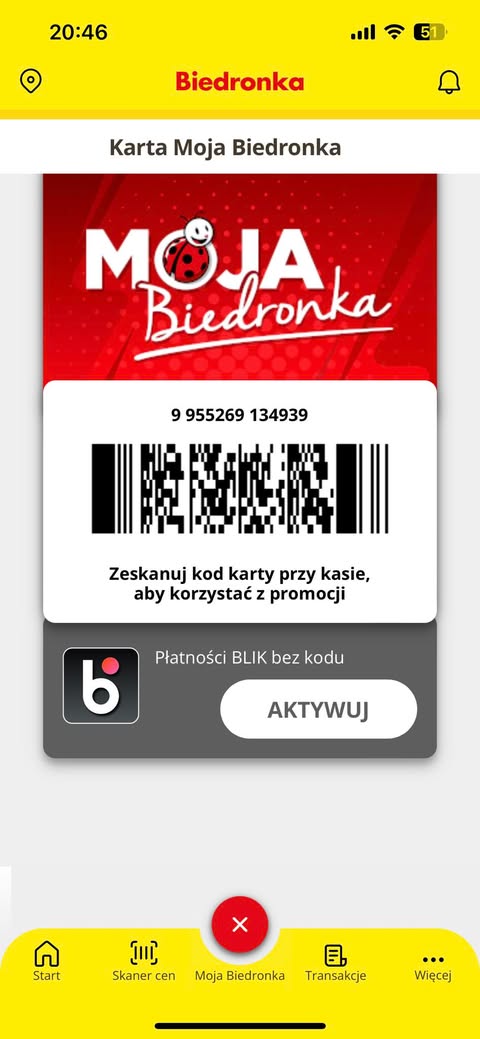 20:46
51
Biedronka
Karta Moja Biedronka
MOJA
Biedronka
9 955269 134939
Zeskanuj kod karty przy kasie,
aby korzystać z promocji
Płatności BLIK bez kodu
b
AKTYWUJ
Start
Skaner cen
Moja Biedronka
Transakcje
Więcej